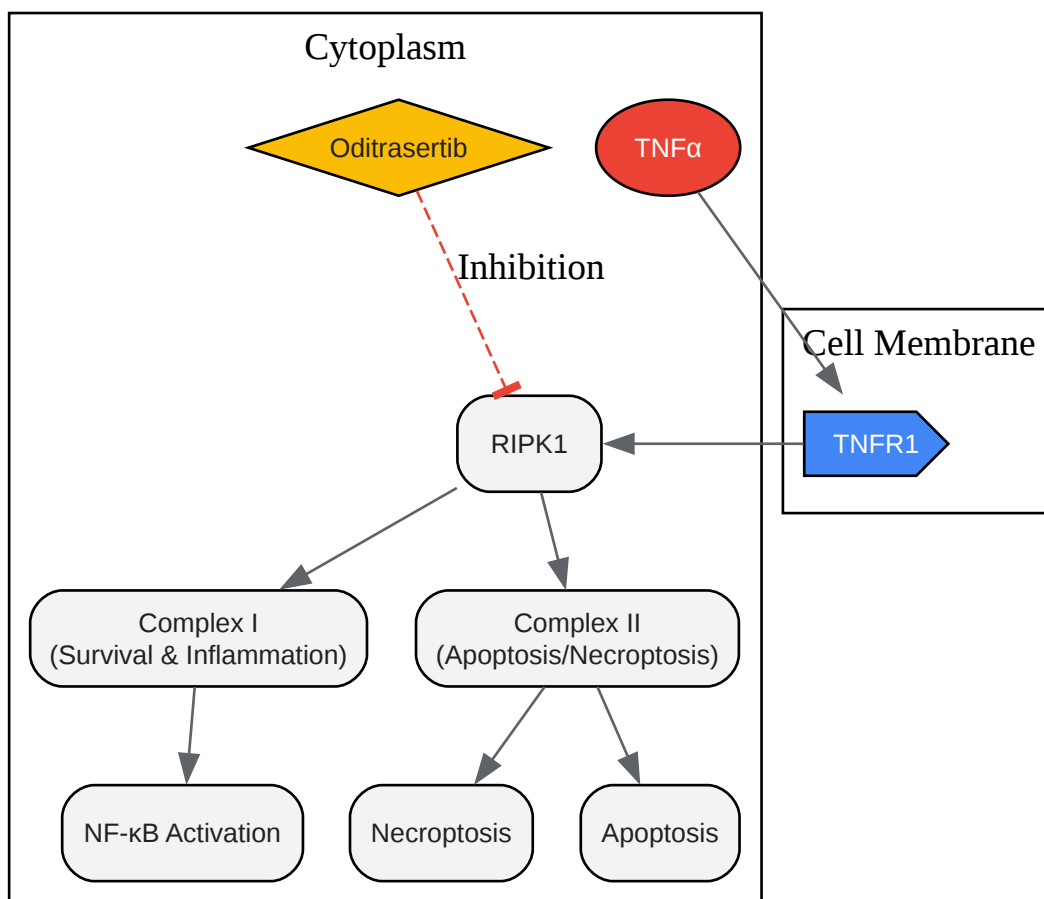 Cytoplasm
Oditrasertib
TNFα
Inhibition
Cell Membrane
RIPK1
TNFR1
Complex I
(Survival & Inflammation)
Complex II
(Apoptosis/Necroptosis)
NF-κB Activation
Necroptosis
Apoptosis